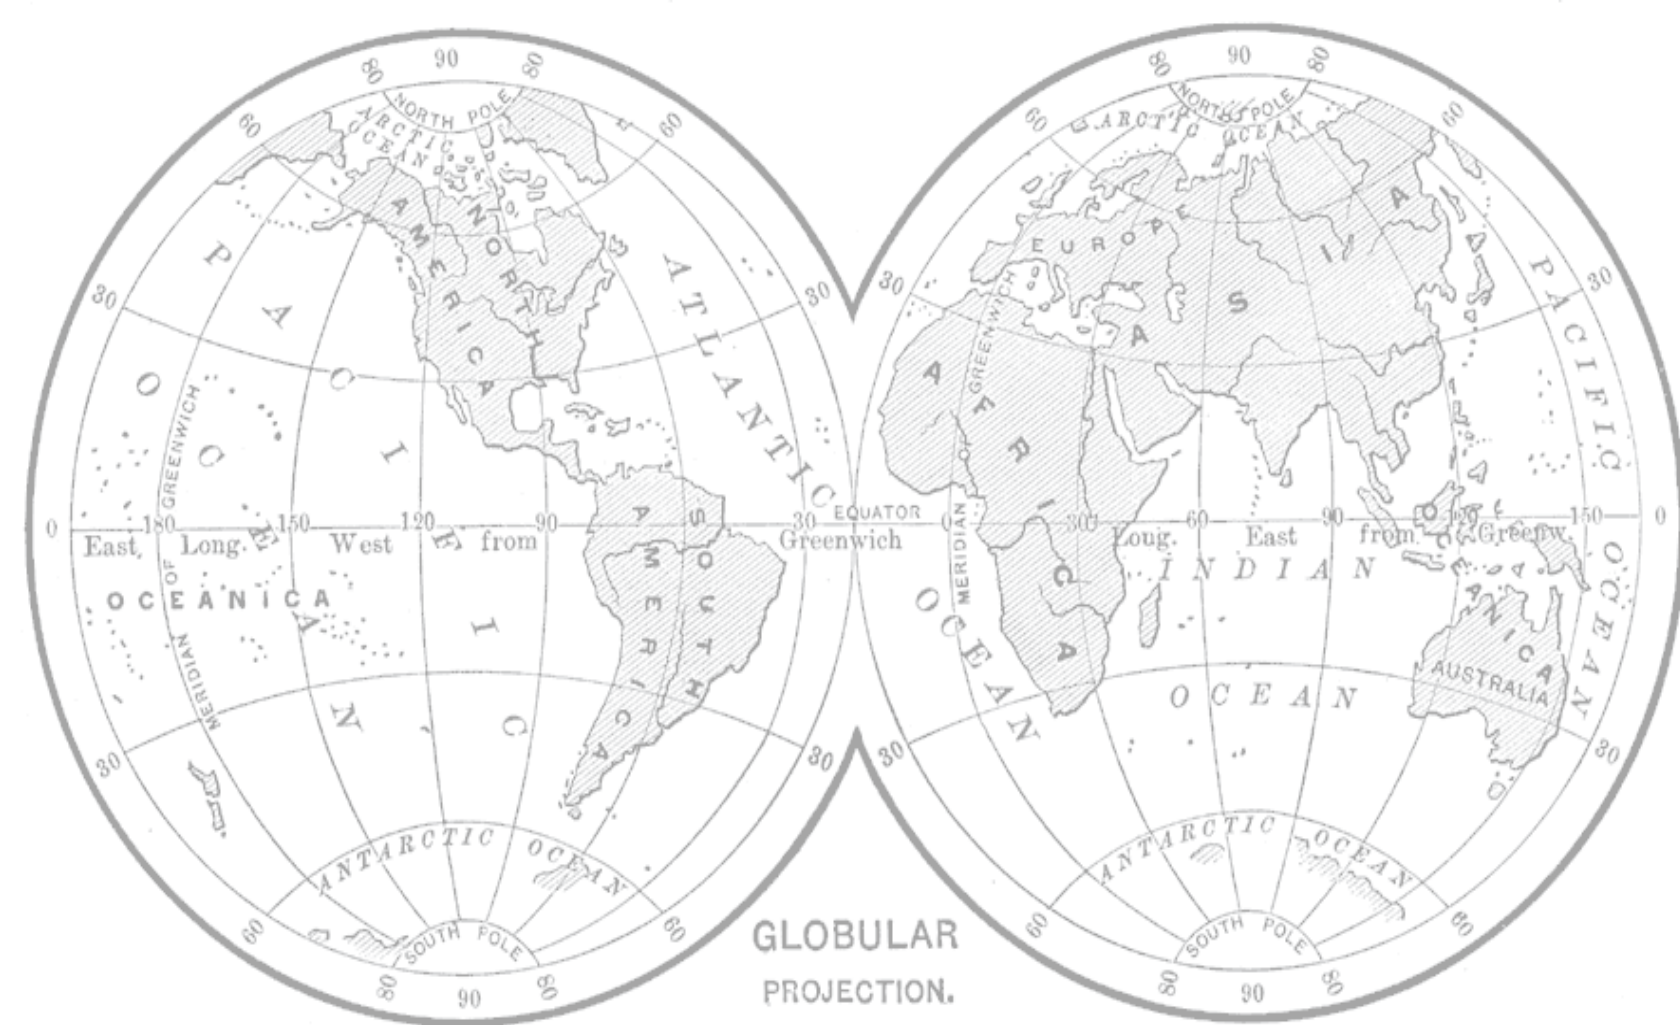 90
80
80
60
60
NORTH POLE
ARCTIC
OCEAN
NORTH
AMERICA
PACIFIC
OCEAN
ATLANTIC
30
30
MERIDIAN OF GREENWICH
0
180
150
120
90
30
EQUATOR
East
Long.
West
from
Greenwich
OCEANICA
OCEANICA
SOUTH
AMERICA
30
30
ANTARCTIC OCEAN
60
60
SOUTH POLE
80
90
80
90
80
80
60
60
NORTH POLE
ARCTIC OCEAN
EUROPE
ASIA
AFRICA
MERIDIAN OF GREENWICH
30
30
PACIFIC OCEAN
0
30
60
90
120
150
0
Long.
East
from
Greenw.
INDIAN
OCEAN
OCEAN
AUSTRALIA
30
30
ANTARCTIC OCEAN
60
60
SOUTH POLE
80
90
80
GLOBULAR
PROJECTION.